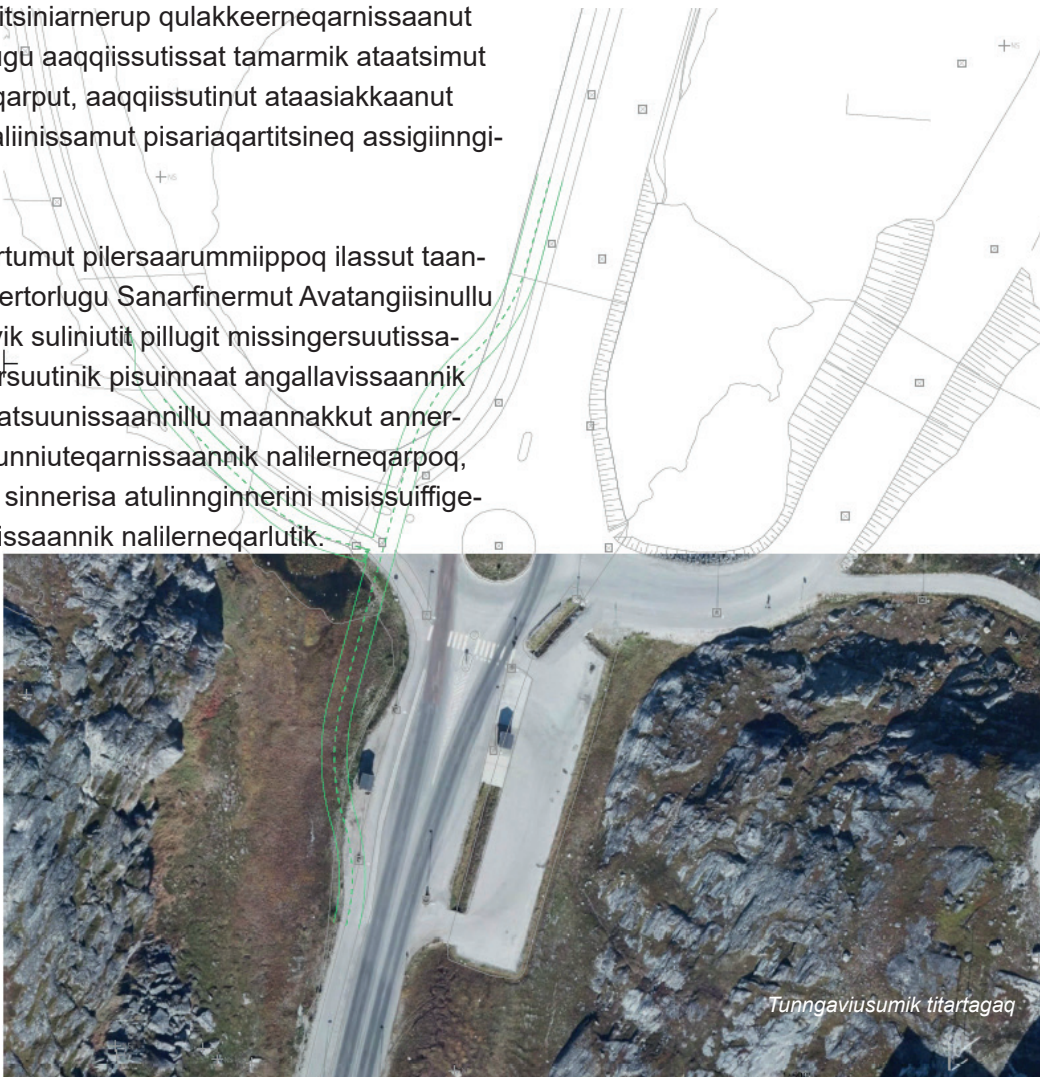 itsiniarnerup qulakkeerneqarnissaanut
ugu aaqqiissutissat tamarmik ataatsimut
qarput, aaqqiissutinut ataasiakkaanut
aliinissamut pisariaqartitsineq assigiinngi-
rtumut pilersaarummiippoq ilassut taan-
ertorlugu Sanarfinermut Avatangiisinullu
vik suliniutit pillugit missingersuutissa-
rsuutinik pisuinnaat angallavissaannik
atsuunissaannillu maannakkut anner-
unniuteqarnissaannik nalilerneqarpoq,
sinnerisa atulinnginnerini misissuiffige-
issaannik nalilerneqarlutik.
Tunngaviusumik titartagaq